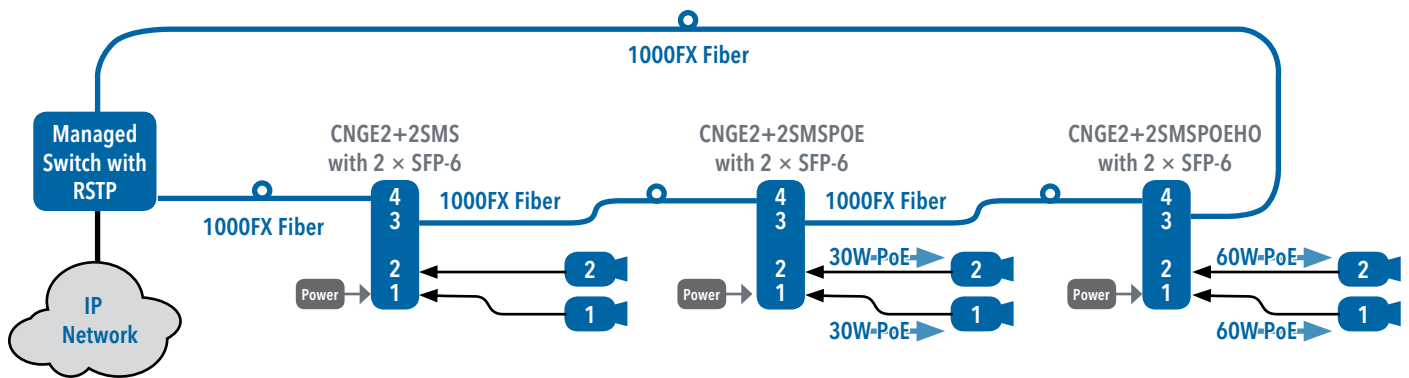 1000FX Fiber
Managed
Switch with
RSTP
IP
Network
1000FX Fiber
CNGE2+2SMS
with 2 × SFP-6
4
3
2
1
Power
2
1
1000FX Fiber
CNGE2+2SMSPOE
with 2 × SFP-6
4
3
2
1
Power
30W-PoE
2
1
30W-PoE
1000FX Fiber
CNGE2+2SMSPOEHO
with 2 × SFP-6
4
3
2
1
Power
60W-PoE
2
1
60W-PoE